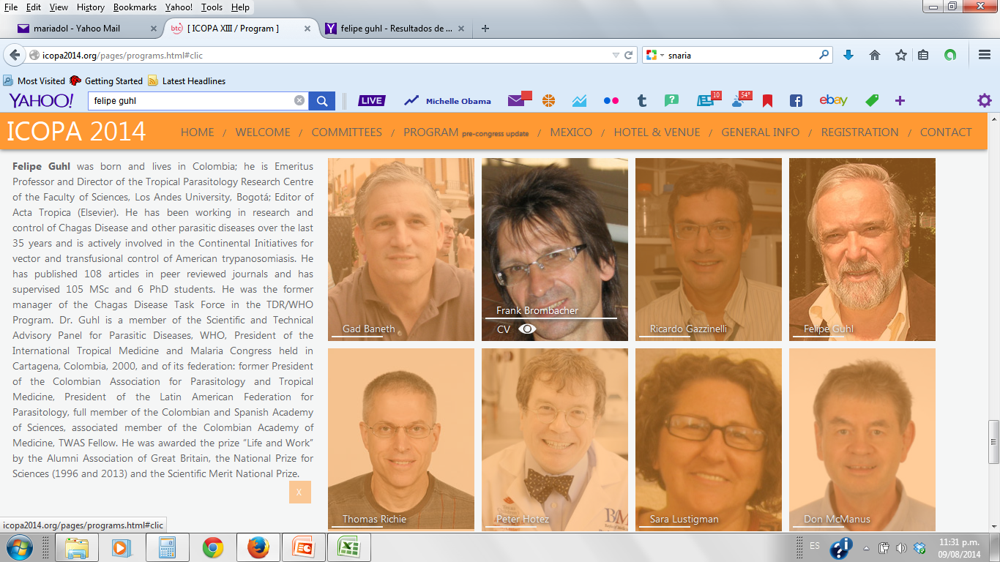 File Edit View History Bookmarks Yahoo! Tools Help
mariadol - Yahoo Mail × btc [ ICOPA XIII / Program ] × Y felipe guhl - Resultados de ... × +
icopa2014.org/pages/programs.html#clic snaria
Most Visited Getting Started Latest Headlines
YAHOO! felipe guhl LIVE Michelle Obama t ? 10 54° ebay +
ICOPA 2014 HOME / WELCOME / COMMITTEES / PROGRAM pre-congress update / MEXICO / HOTEL & VENUE / GENERAL INFO / REGISTRATION / CONTACT
Felipe Guhl was born and lives in Colombia; he is Emeritus
Professor and Director of the Tropical Parasitology Research Centre
of the Faculty of Sciences, Los Andes University, Bogotá; Editor of
Acta Tropica (Elsevier). He has been working in research and
control of Chagas Disease and other parasitic diseases over the last
35 years and is actively involved in the Continental Initiatives for
vector and transfusional control of American trypanosomiasis. He
has published 108 articles in peer reviewed journals and has
supervised 105 MSc and 6 PhD students. He was the former
manager of the Chagas Disease Task Force in the TDR/WHO
Program. Dr. Guhl is a member of the Scientific and Technical
Advisory Panel for Parasitic Diseases, WHO, President of the
International Tropical Medicine and Malaria Congress held in
Cartagena, Colombia, 2000, and of its federation: former President
of the Colombian Association for Parasitology and Tropical
Medicine, President of the Latin American Federation for
Parasitology, full member of the Colombian and Spanish Academy
of Sciences, associated member of the Colombian Academy of
Medicine, TWAS Fellow. He was awarded the prize “Life and Work”
by the Alumni Association of Great Britain, the National Prize for
Sciences (1996 and 2013) and the Scientific Merit National Prize.
X
Gad Baneth
Frank Brombacher
CV
Ricardo Gazzinelli
Felipe Guhl
Thomas Richie
Peter Hotez
Sara Lustigman
Don McManus
icopa2014.org/pages/programs.html#clic
ES 11:31 p.m.
09/08/2014